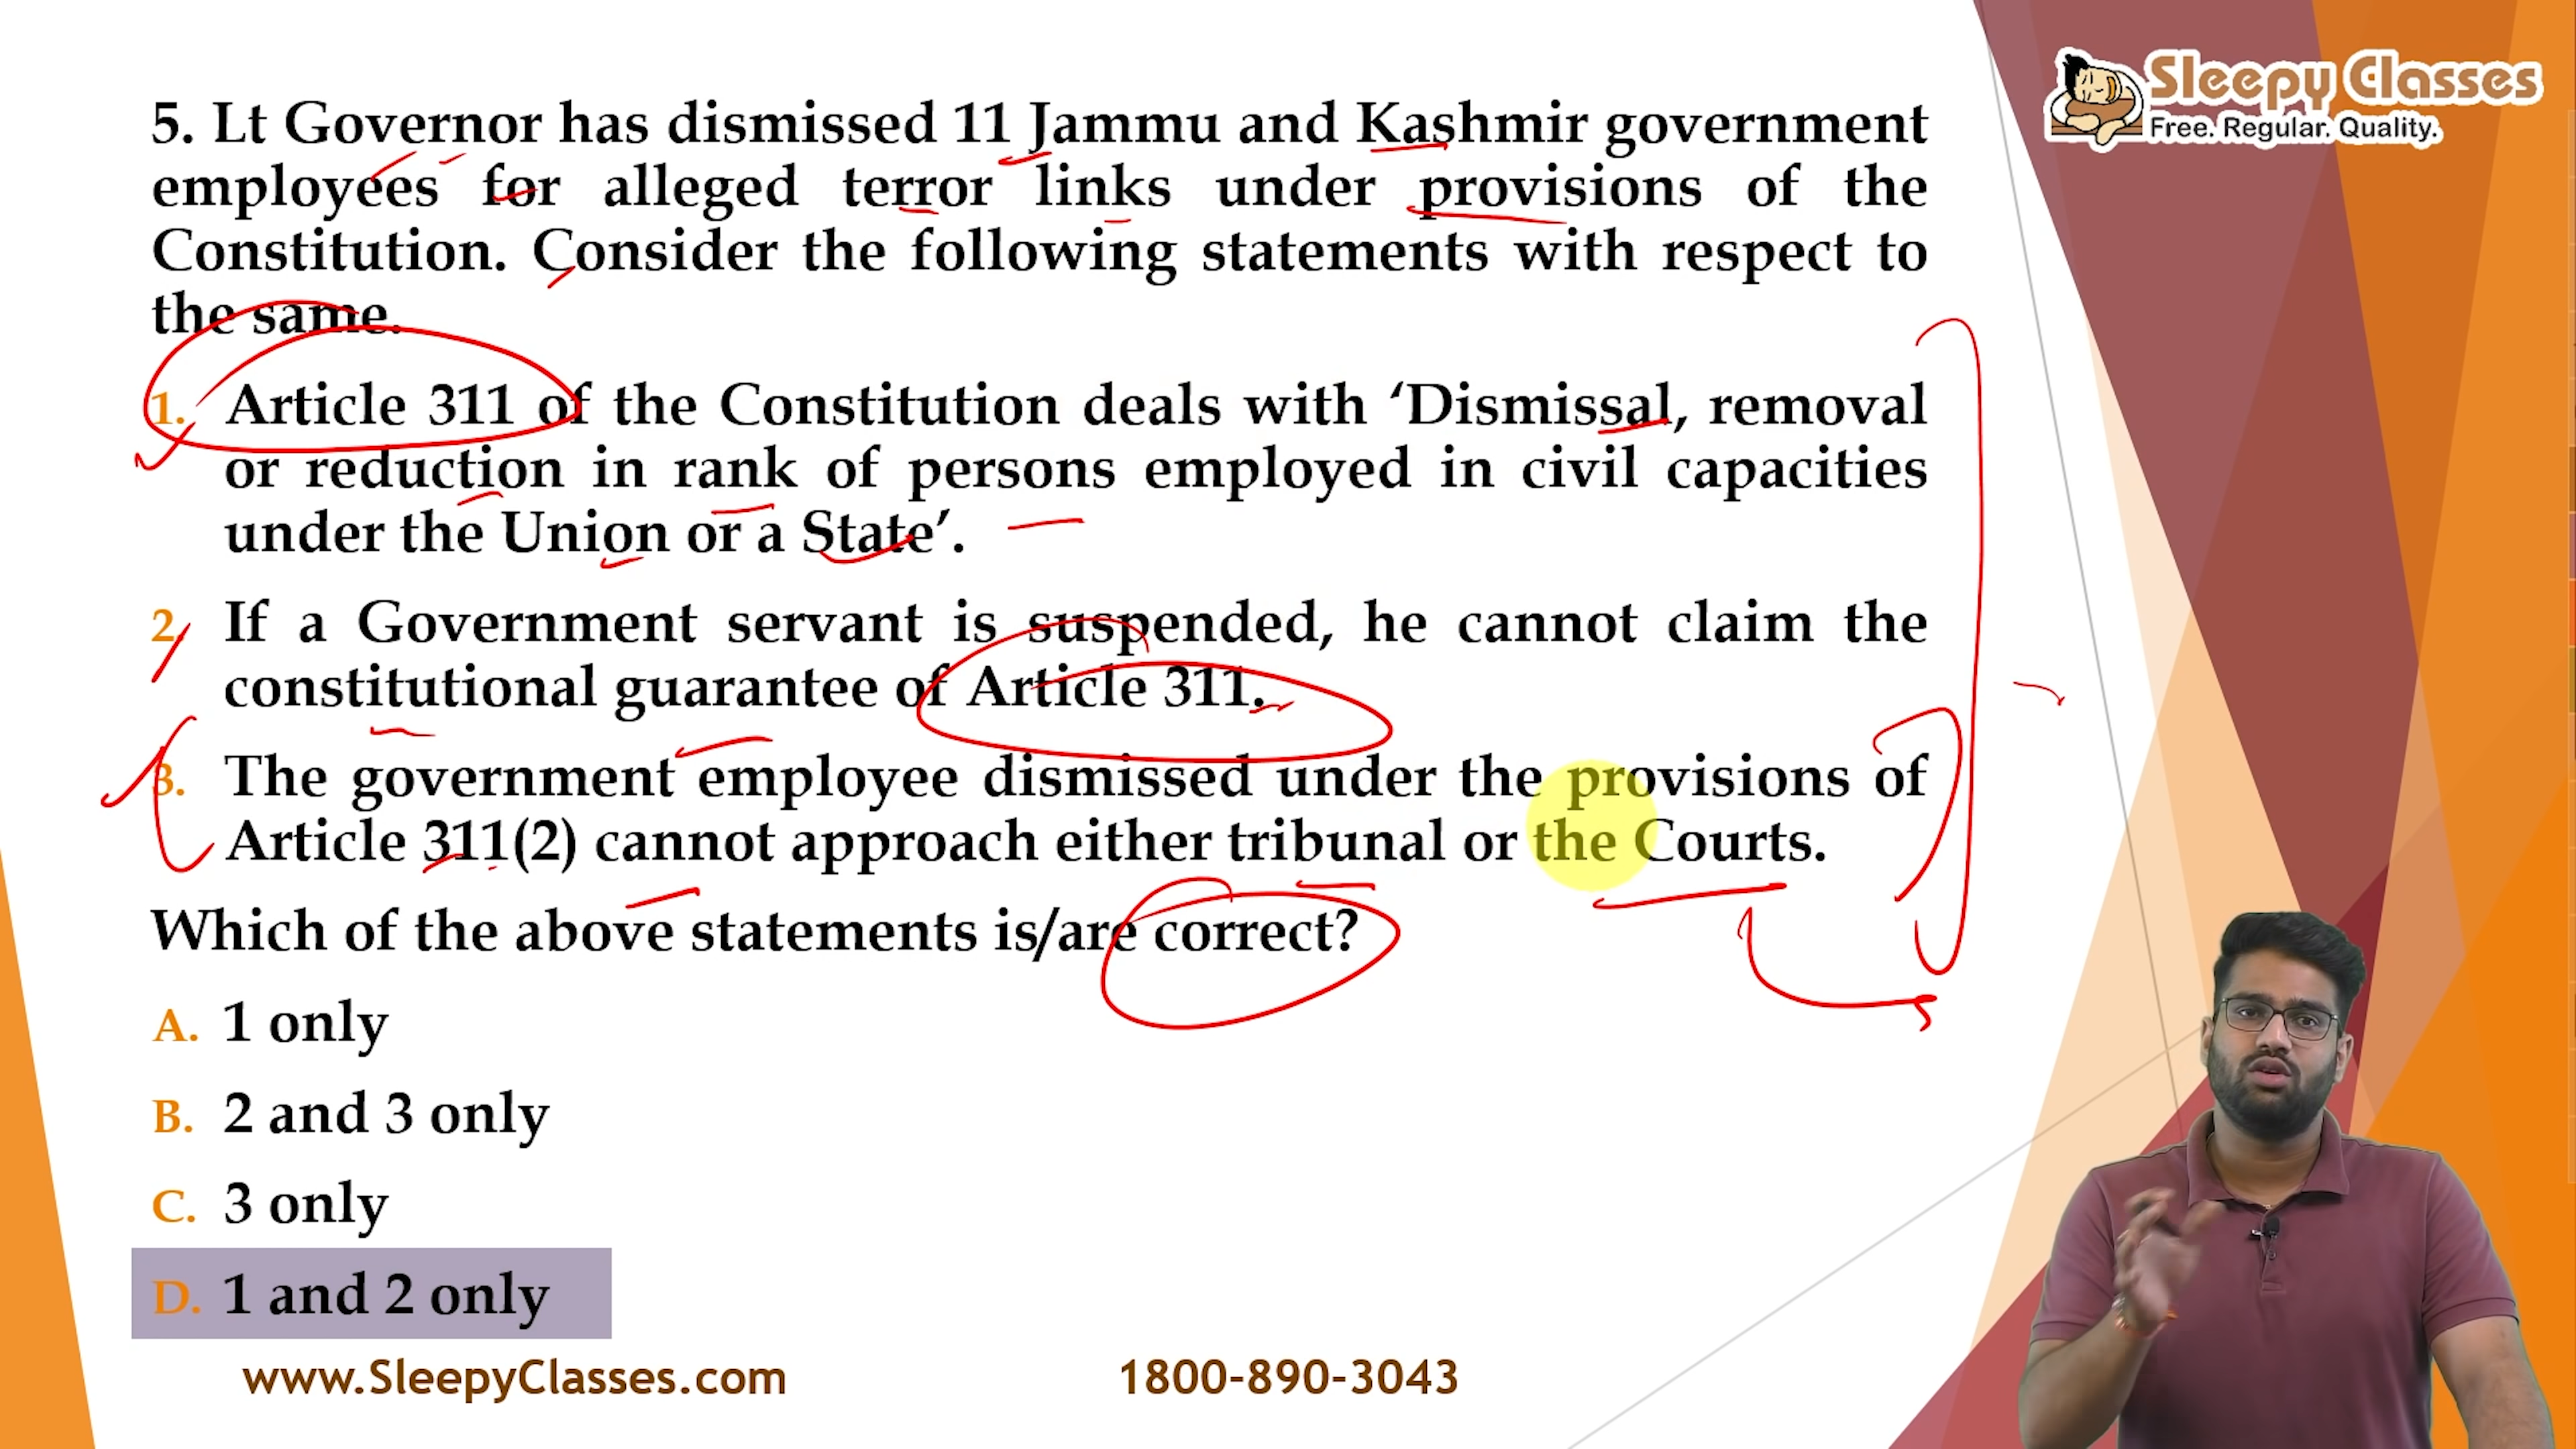 Sleepy Classes
Free. Regular. Quality.
5. Lt Governor has dismissed 11 Jammu and Kashmir government
employees for alleged terror links under provisions of the
Constitution. Consider the following statements with respect to
the same.
1. Article 311 of the Constitution deals with ‘Dismissal, removal
or reduction in rank of persons employed in civil capacities
under the Union or a State’.
2. If a Government servant is suspended, he cannot claim the
constitutional guarantee of Article 311.
3. The government employee dismissed under the provisions of
Article 311(2) cannot approach either tribunal or the Courts.
Which of the above statements is/are correct?
A. 1 only
B. 2 and 3 only
C. 3 only
D. 1 and 2 only
www.SleepyClasses.com
1800-890-3043